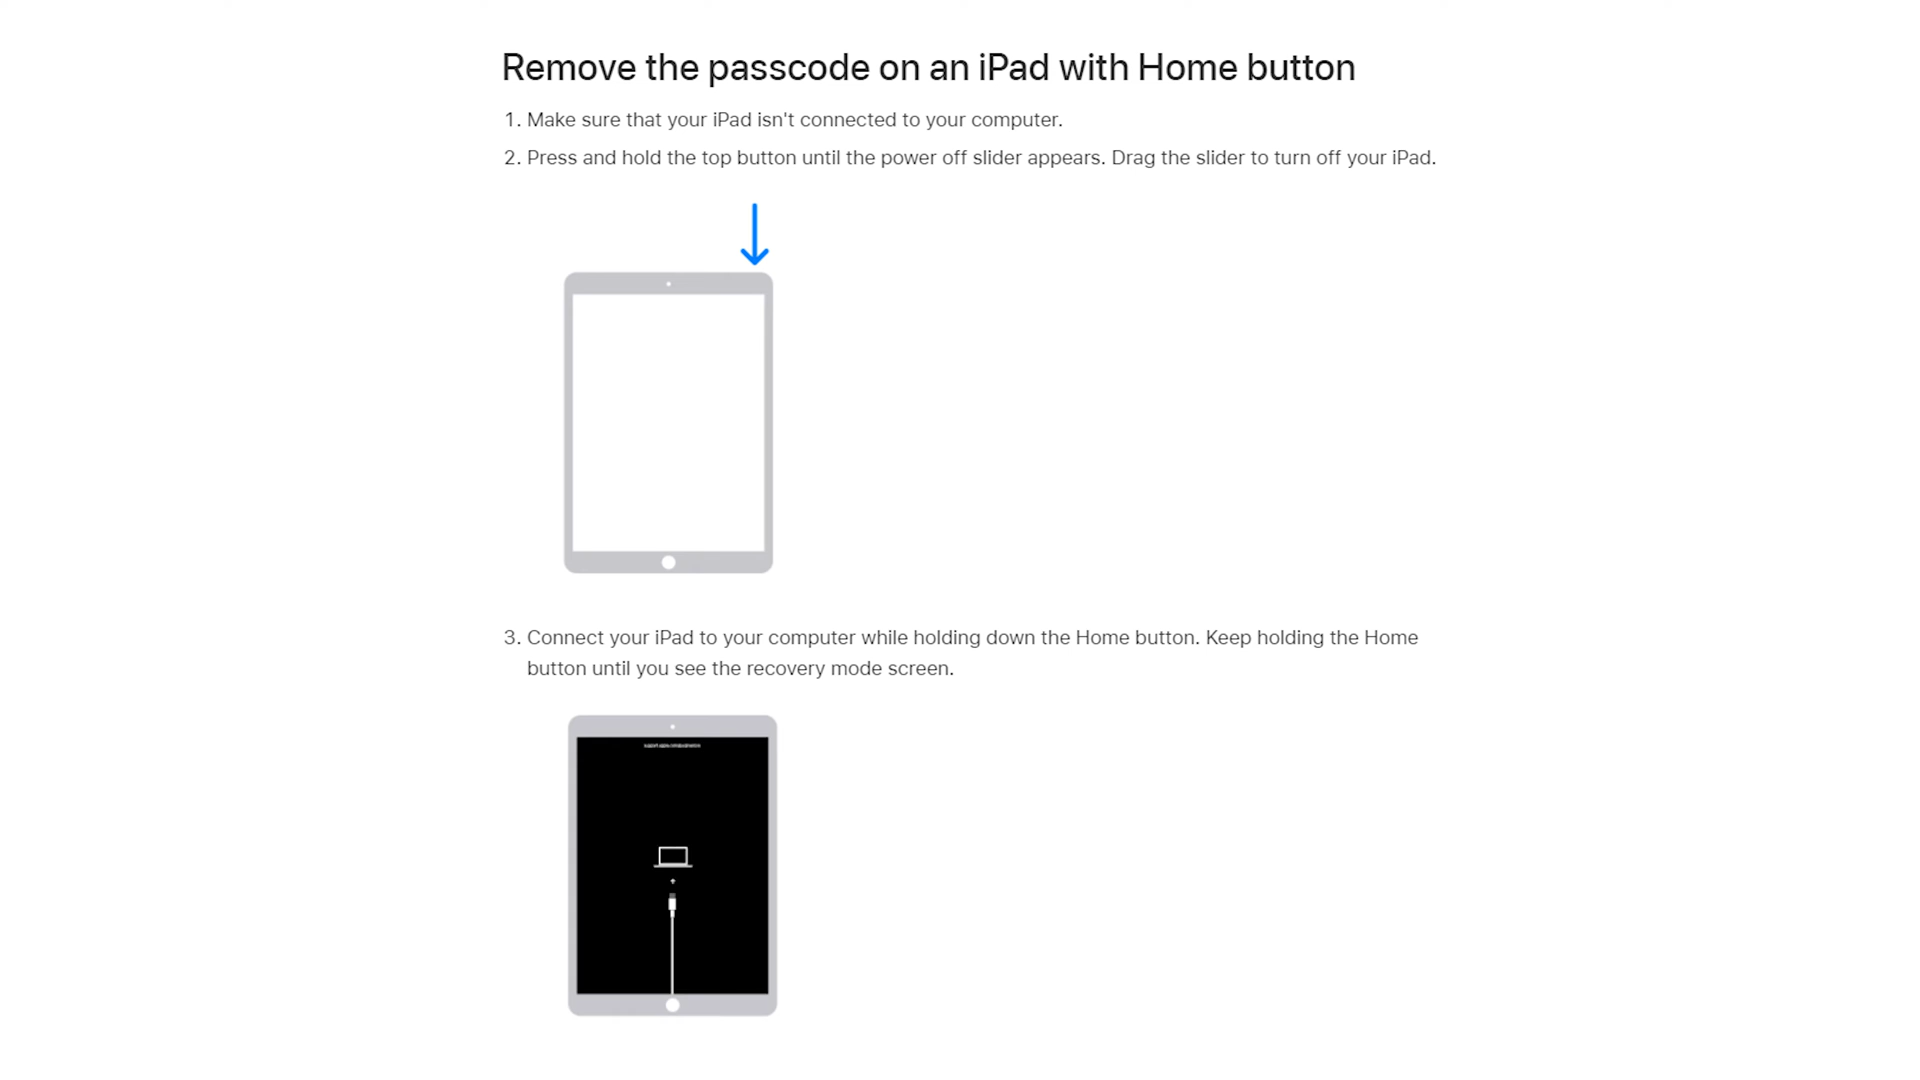 Remove the passcode on an iPad with Home button
1. Make sure that your iPad isn't connected to your computer.
2. Press and hold the top button until the power off slider appears. Drag the slider to turn off your iPad.
3. Connect your iPad to your computer while holding down the Home button. Keep holding the Home
button until you see the recovery mode screen.